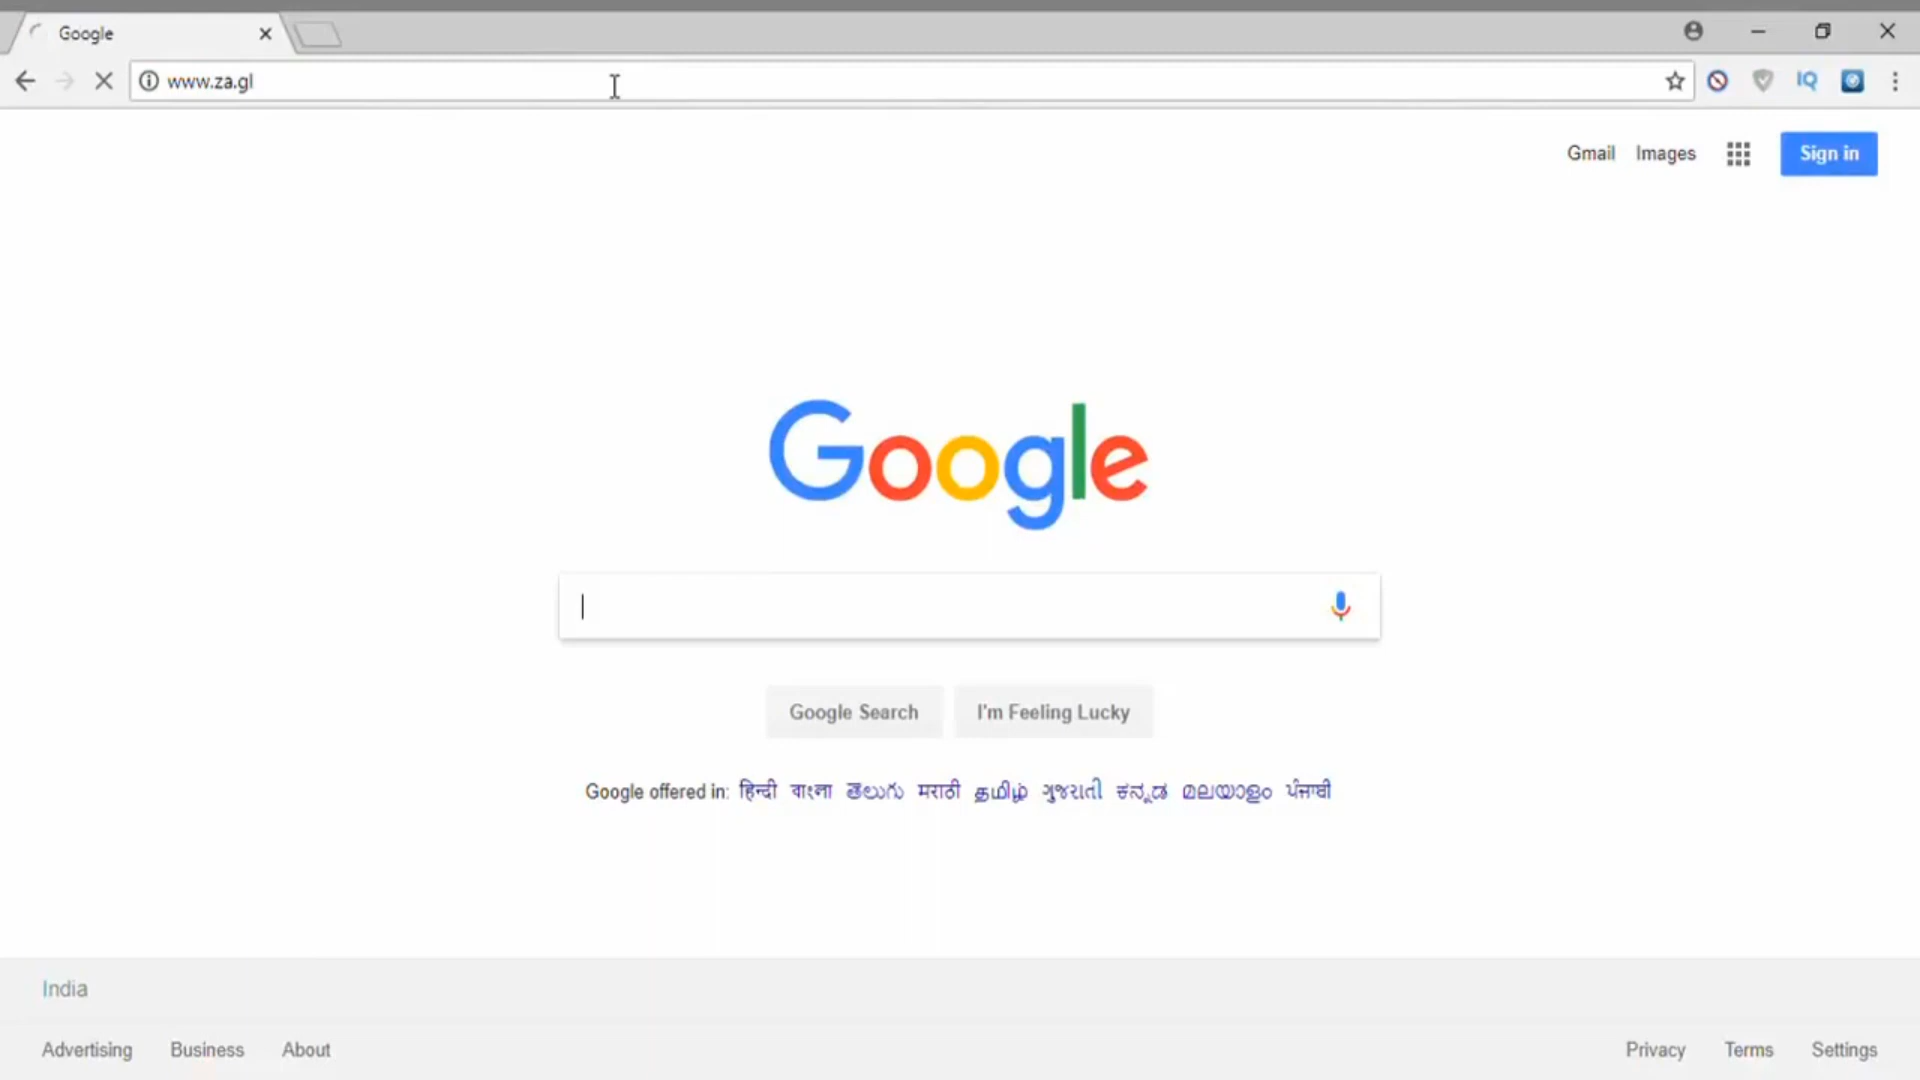 Google
www.za.gl
IQ
Gmail Images Sign in
Google
Google Search I'm Feeling Lucky
Google offered in: हिन्दी বাংলা తెలుగు मराठी தமிழ் ગુજરાતી ಕನ್ನಡ മലയാളം ਪੰਜਾਬੀ
India
Advertising Business About Privacy Terms Settings